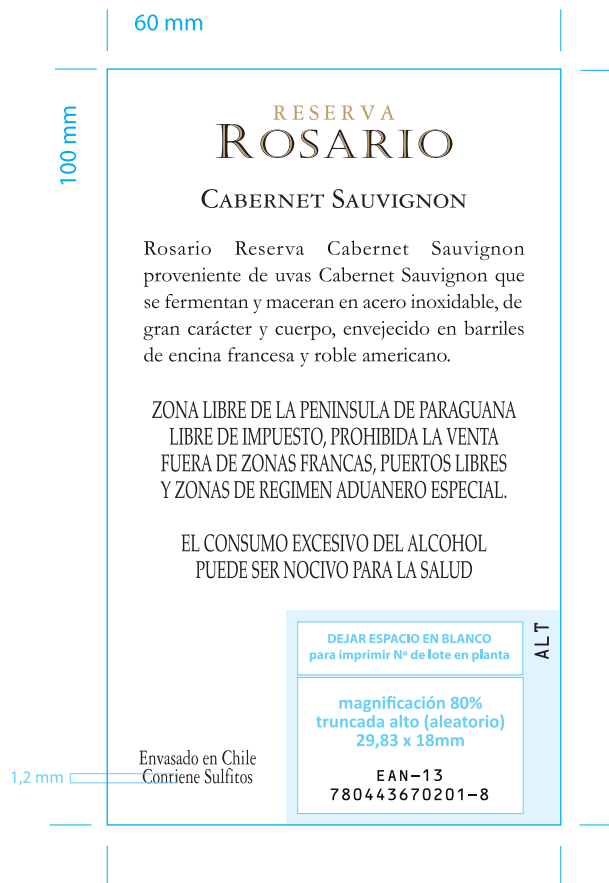 60 mm
100 mm
RESERVA
ROSARIO
CABERNET SAUVIGNON
Rosario Reserva Cabernet Sauvignon
proveniente de uvas Cabernet Sauvignon que
se fermentan y maceran en acero inoxidable, de
gran carácter y cuerpo, envejecido en barriles
de encina francesa y roble americano.
ZONA LIBRE DE LA PENINSULA DE PARAGUANA
LIBRE DE IMPUESTO, PROHIBIDA LA VENTA
FUERA DE ZONAS FRANCAS, PUERTOS LIBRES
Y ZONAS DE REGIMEN ADUANERO ESPECIAL.
EL CONSUMO EXCESIVO DEL ALCOHOL
PUEDE SER NOCIVO PARA LA SALUD
DEJAR ESPACIO EN BLANCO
para imprimir Nº de lote en planta
ALT
magnificación 80%
truncada alto (aleatorio)
29,83 x 18mm
EAN-13
780443670201-8
Envasado en Chile
Contiene Sulfitos
1,2 mm